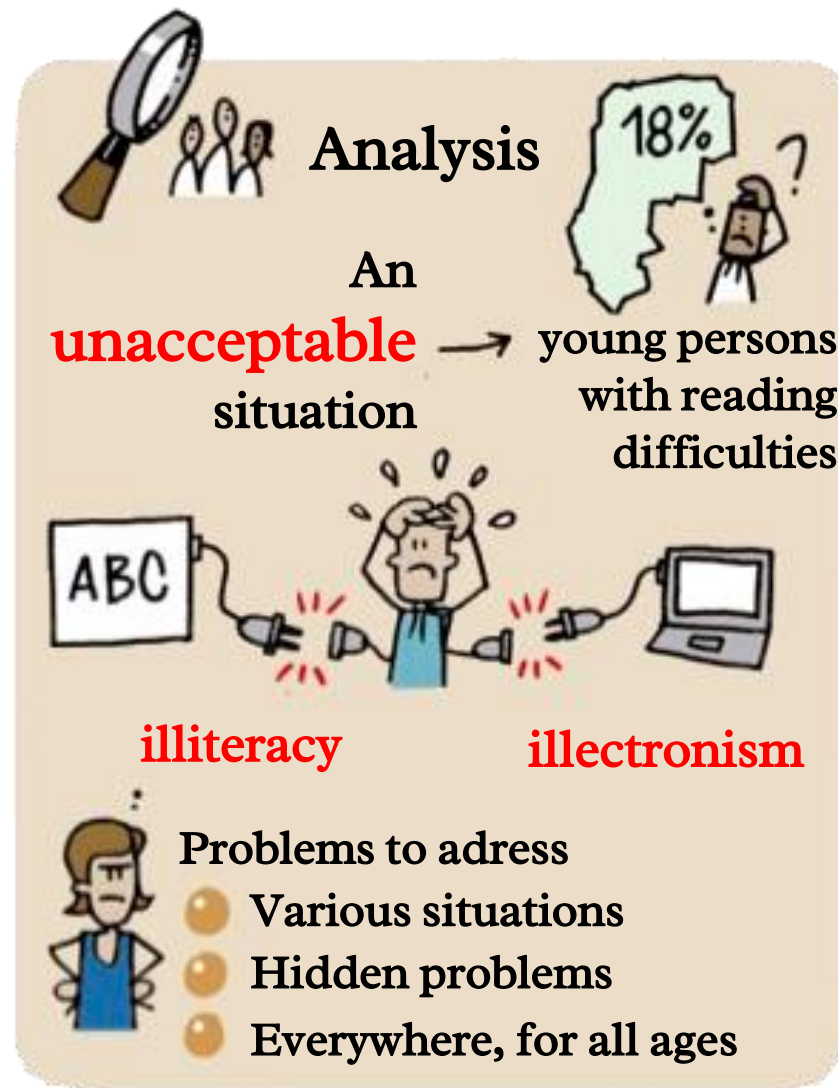 Analysis
18%
?
An
unacceptable
situation
young persons
with reading
difficulties
ABC
illiteracy
illectronism
Problems to adress
Various situations
Hidden problems
Everywhere, for all ages